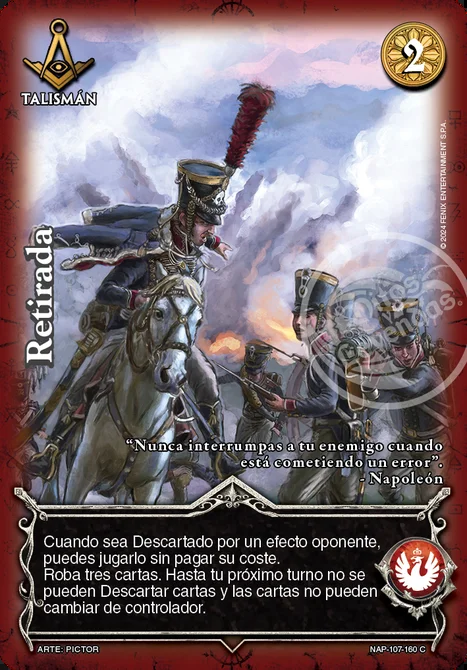 2
TALISMÁN
© 2024 FENIX ENTERTAINMENT S.P.A.
Retirada
Mitos
Leyendas
“Nunca interrumpas a tu enemigo cuando
está cometiendo un error”.
- Napoleón
Cuando sea Descartado por un efecto oponente,
puedes jugarlo sin pagar su coste.
Roba tres cartas. Hasta tu próximo turno no se
pueden Descartar cartas y las cartas no pueden
cambiar de controlador.
ARTE: PICTOR
NAP-107-160 C